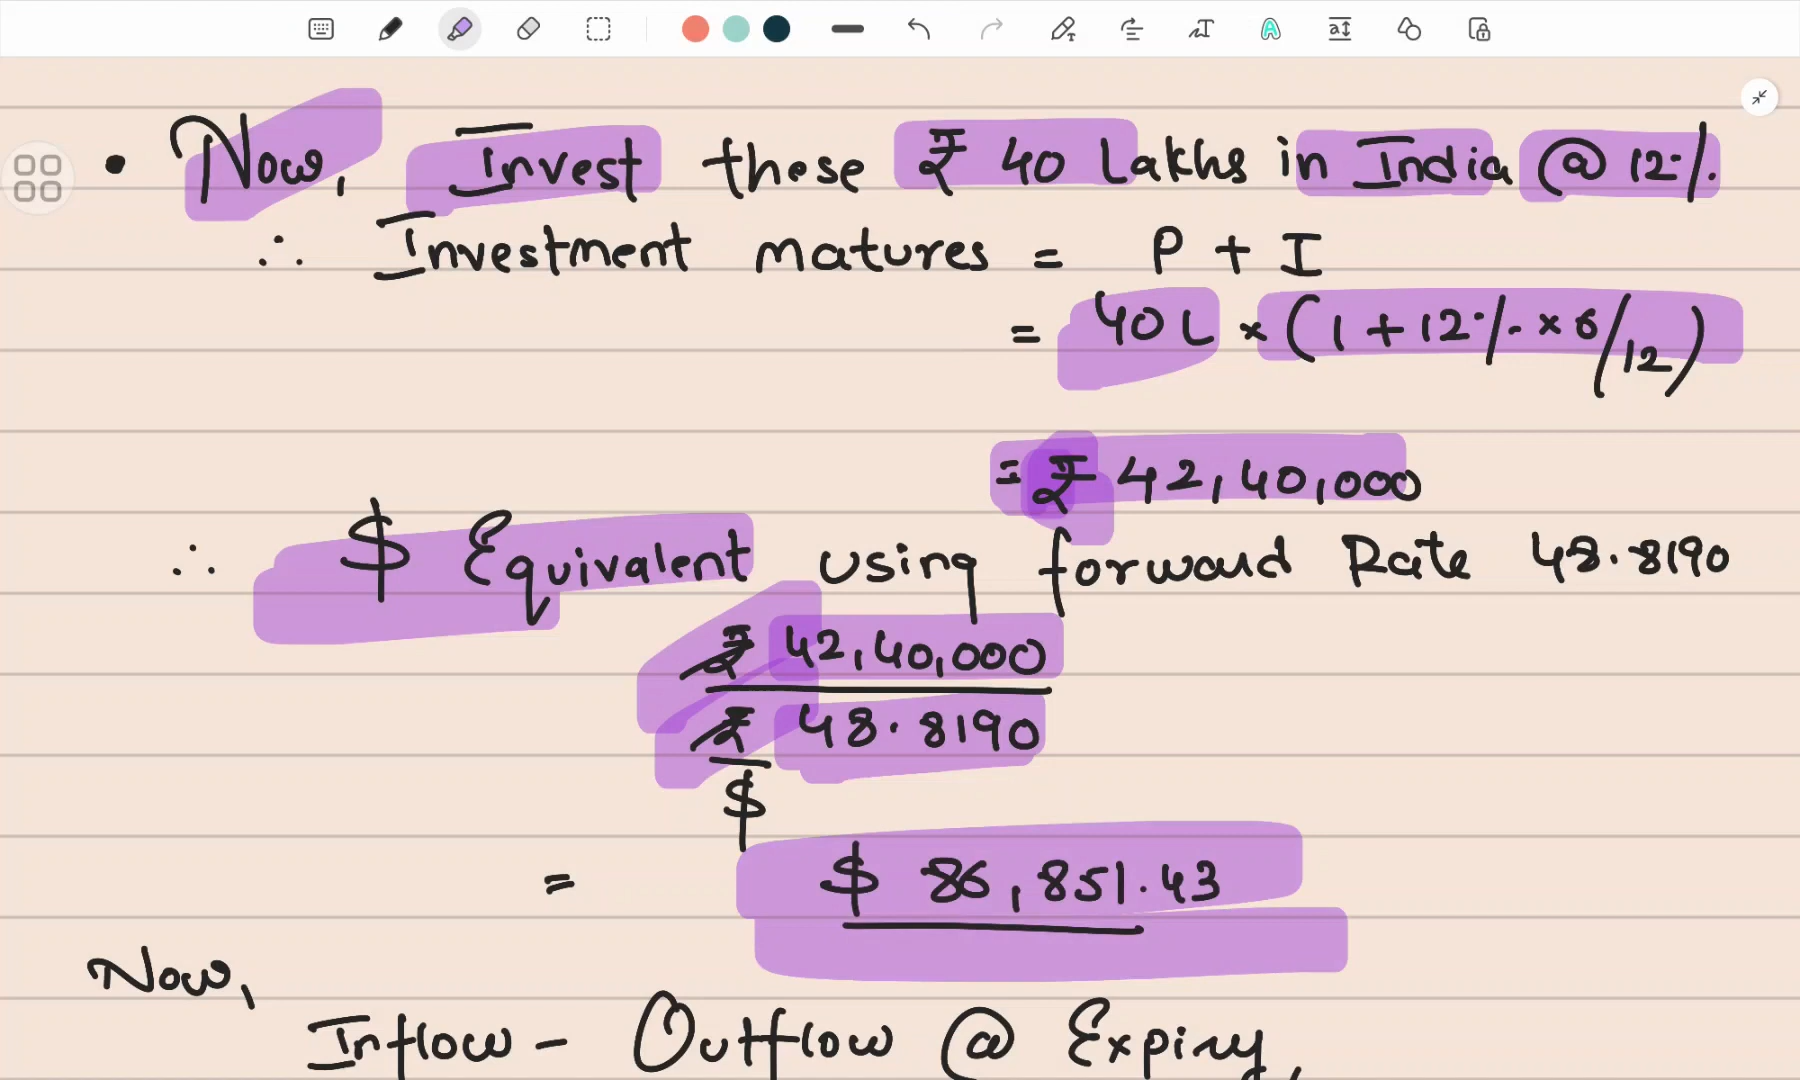 • Now, Invest these ₹ 40 Lakhs in India @ 12%.
∴ Investment matures = P + I
= 40 L × (1 + 12% × 6/12)
= ₹ 42,40,000
∴ $ Equivalent using forward Rate 48.8190
₹ 42,40,000
₹ 48.8190
$
= $ 86,851.43
Now,
Inflow - Outflow @ Expiry,